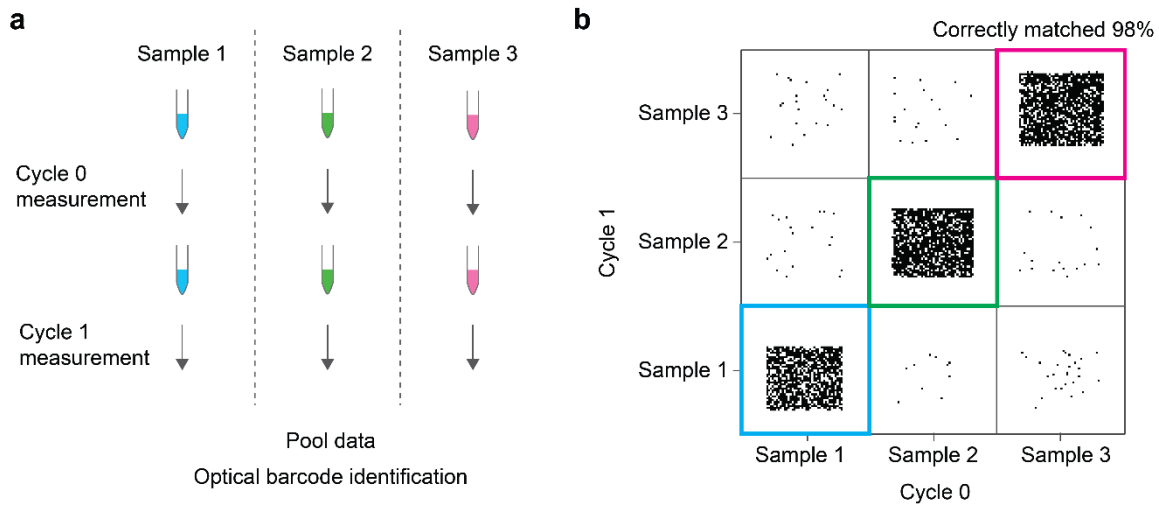 a
Sample 1 Sample 2 Sample 3
Cycle 0
measurement
Cycle 1
measurement
Pool data
Optical barcode identification
b
Correctly matched 98%
Sample 3
Sample 2
Sample 1
Cycle 1
Sample 1 Sample 2 Sample 3
Cycle 0